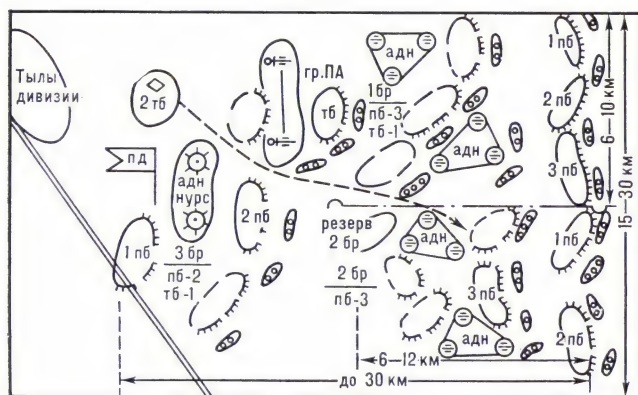 Тылы
дивизии
2 тб
гр. ПА
адн
1 бр
пб-3
тб-1
тб
1 пб
2 пб
3 пб
6–10 км
15–30 км
пд
адн
нурс
2 пб
адн
1 пб
3 бр
пб-2
тб-1
резерв
2 бр
адн
1 пб
2 бр
пб-3
3 пб
адн
2 пб
6–12 км
до 30 км